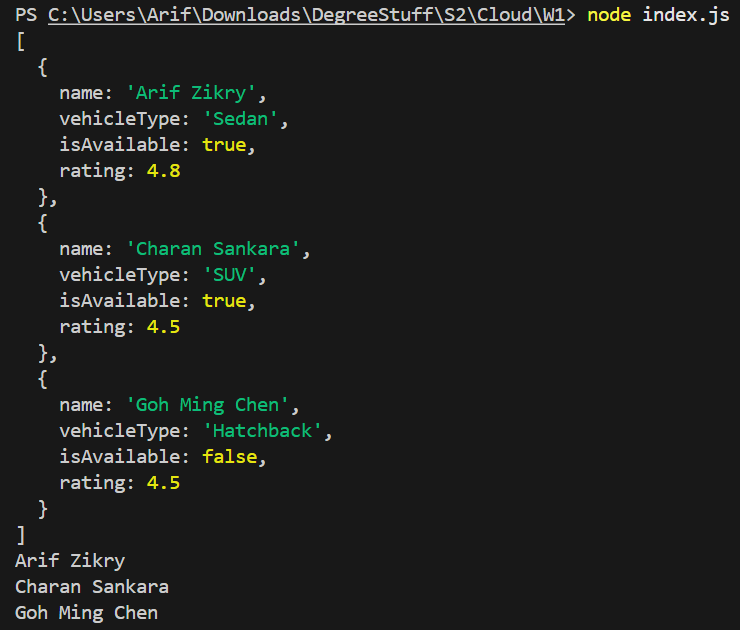 PS C:\Users\Arif\Downloads\DegreeStuff\S2\Cloud\W1> node index.js
[
  {
    name: 'Arif Zikry',
    vehicleType: 'Sedan',
    isAvailable: true,
    rating: 4.8
  },
  {
    name: 'Charan Sankara',
    vehicleType: 'SUV',
    isAvailable: true,
    rating: 4.5
  },
  {
    name: 'Goh Ming Chen',
    vehicleType: 'Hatchback',
    isAvailable: false,
    rating: 4.5
  }
]
Arif Zikry
Charan Sankara
Goh Ming Chen